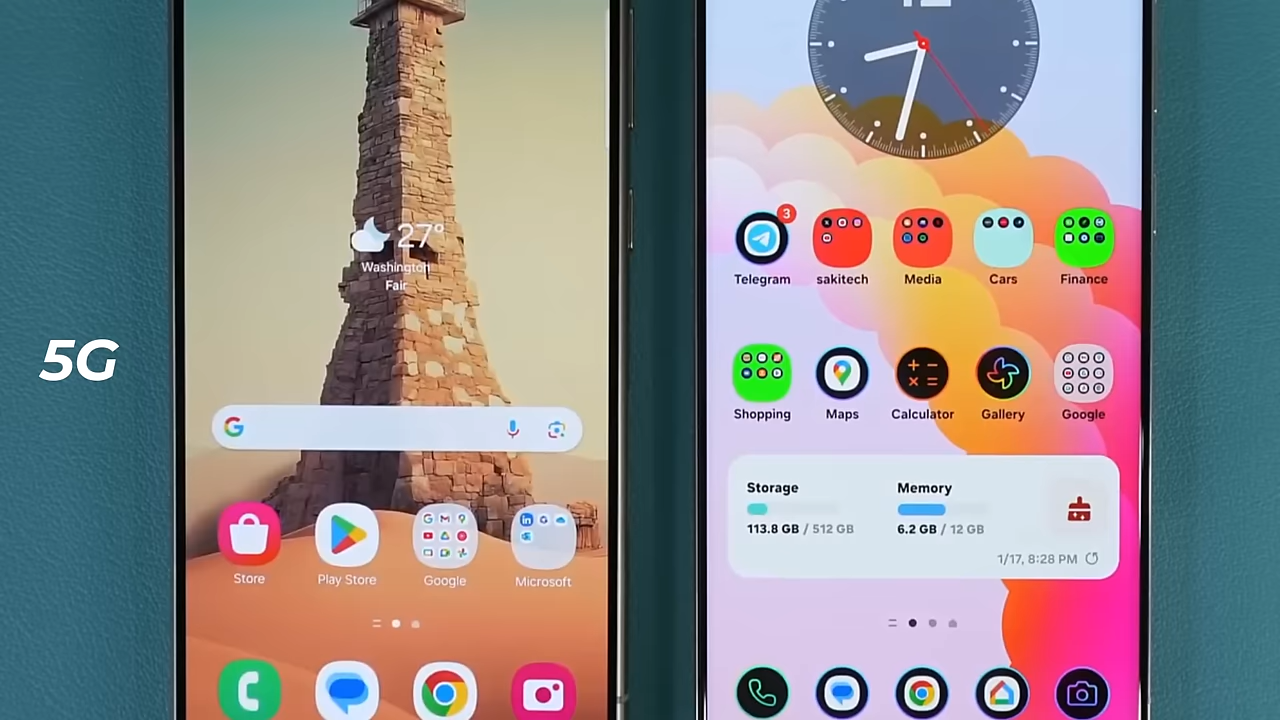 5G
27°
Washington
Fair
Store
Play Store
Google
Microsoft
3
Telegram
sakitech
Media
Cars
Finance
Shopping
Maps
Calculator
Gallery
Google
Storage
113.8 GB / 512 GB
Memory
6.2 GB / 12 GB
1/17, 8:28 PM